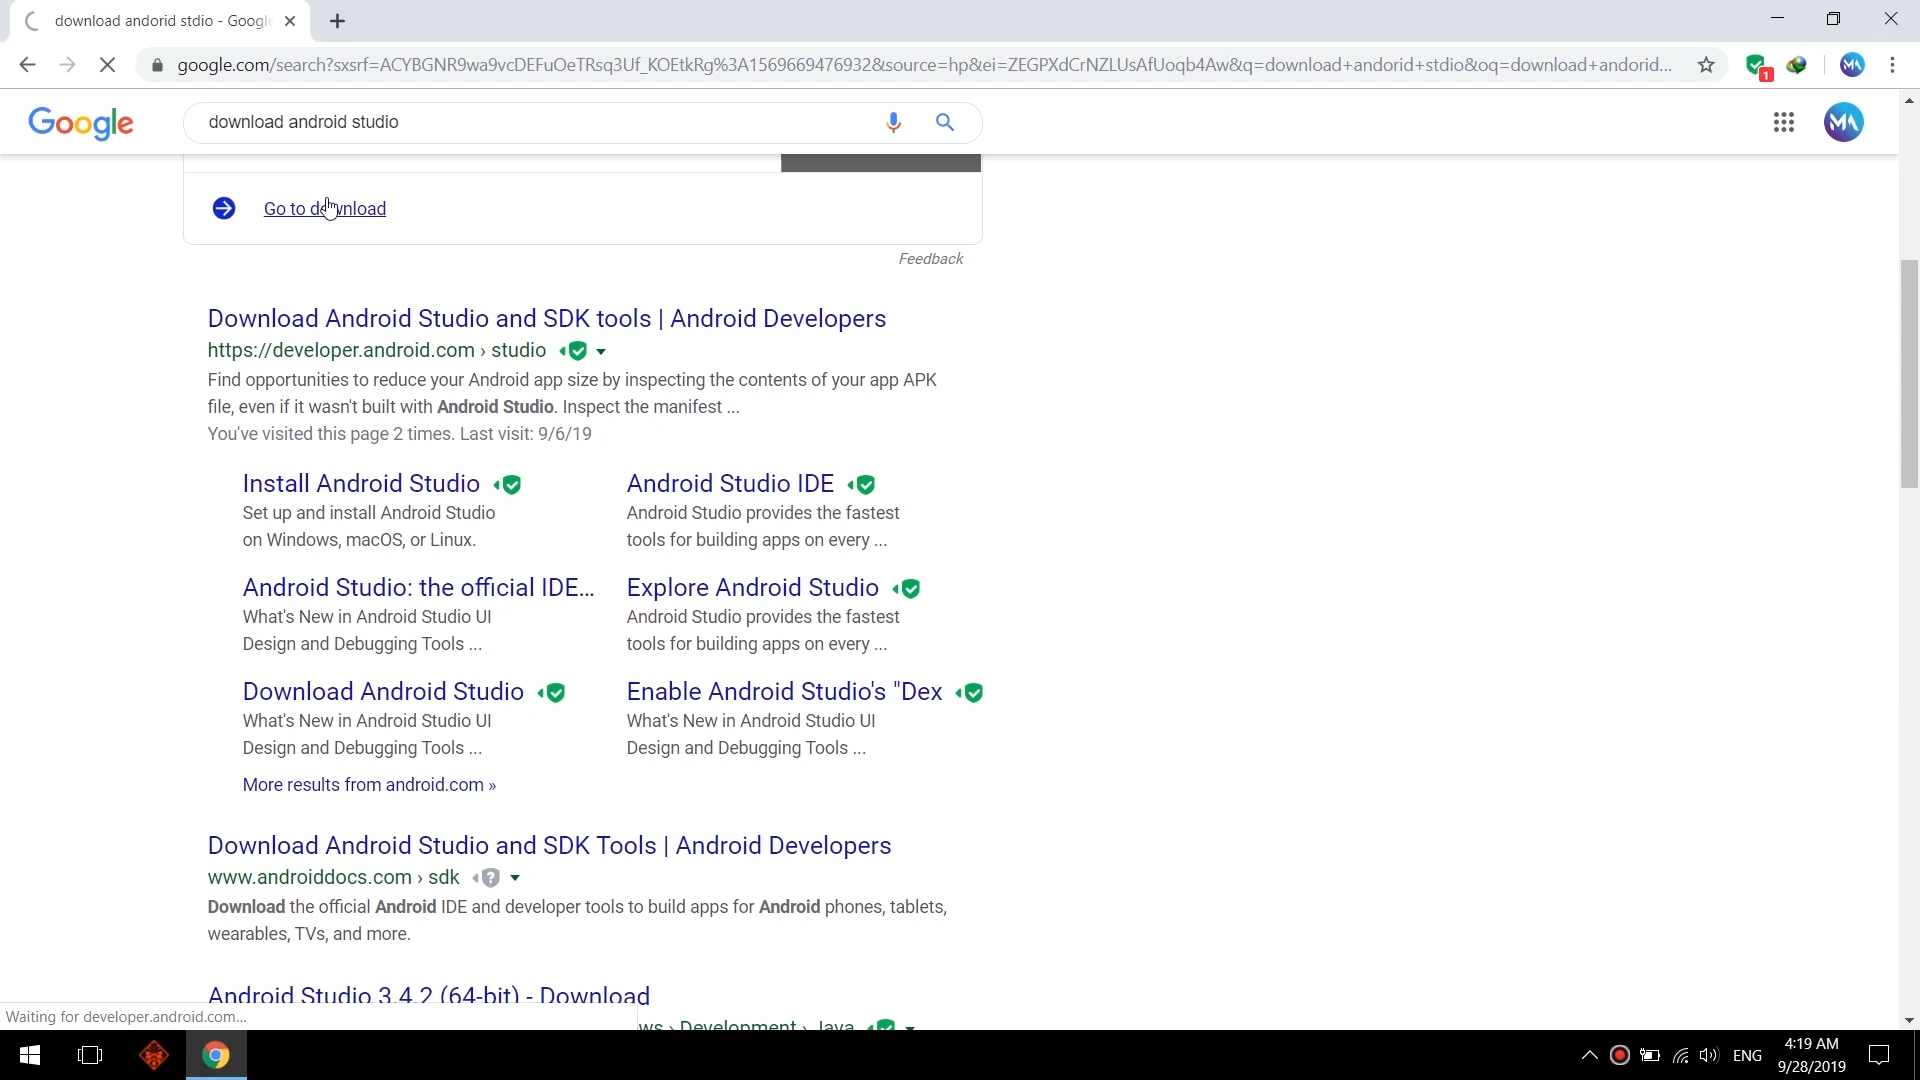 download andorid stdio - Google
google.com/search?sxsrf=ACYBGNR9wa9vcDEFuOeTRsq3Uf_KOEtkRg%3A1569669476932&source=hp&ei=ZEGPXdCrNZLUsAfUoqb4Aw&q=download+andorid+stdio&oq=download+andorid...
1
MA
Google
download android studio
MA
Go to download
Feedback
Download Android Studio and SDK tools | Android Developers
https://developer.android.com › studio
Find opportunities to reduce your Android app size by inspecting the contents of your app APK
file, even if it wasn't built with Android Studio. Inspect the manifest ...
You've visited this page 2 times. Last visit: 9/6/19
Install Android Studio
Set up and install Android Studio
on Windows, macOS, or Linux.
Android Studio IDE
Android Studio provides the fastest
tools for building apps on every ...
Android Studio: the official IDE...
What's New in Android Studio UI
Design and Debugging Tools ...
Explore Android Studio
Android Studio provides the fastest
tools for building apps on every ...
Download Android Studio
What's New in Android Studio UI
Design and Debugging Tools ...
Enable Android Studio's "Dex
What's New in Android Studio UI
Design and Debugging Tools ...
More results from android.com »
Download Android Studio and SDK Tools | Android Developers
www.androiddocs.com › sdk
Download the official Android IDE and developer tools to build apps for Android phones, tablets,
wearables, TVs, and more.
Android Studio 3.4.2 (64-bit) - Download
ws › Development › Java
Waiting for developer.android.com...
ENG
4:19 AM
9/28/2019